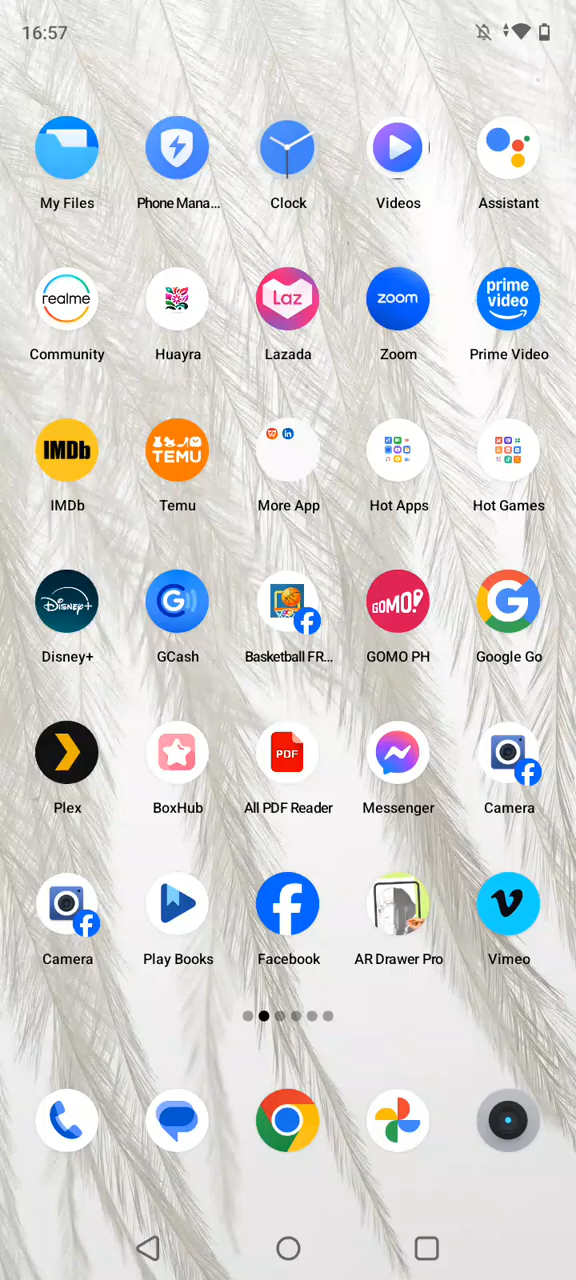 16:57
My Files
Phone Mana...
Clock
Videos
Assistant
realme
Laz
zoom
prime video
Community
Huayra
Lazada
Zoom
Prime Video
IMDb
TEMU
IMDb
Temu
More App
Hot Apps
Hot Games
Disney+
G
GOMO!
G
Disney+
GCash
Basketball FR...
GOMO PH
Google Go
PDF
Plex
BoxHub
All PDF Reader
Messenger
Camera
Camera
Play Books
Facebook
AR Drawer Pro
Vimeo